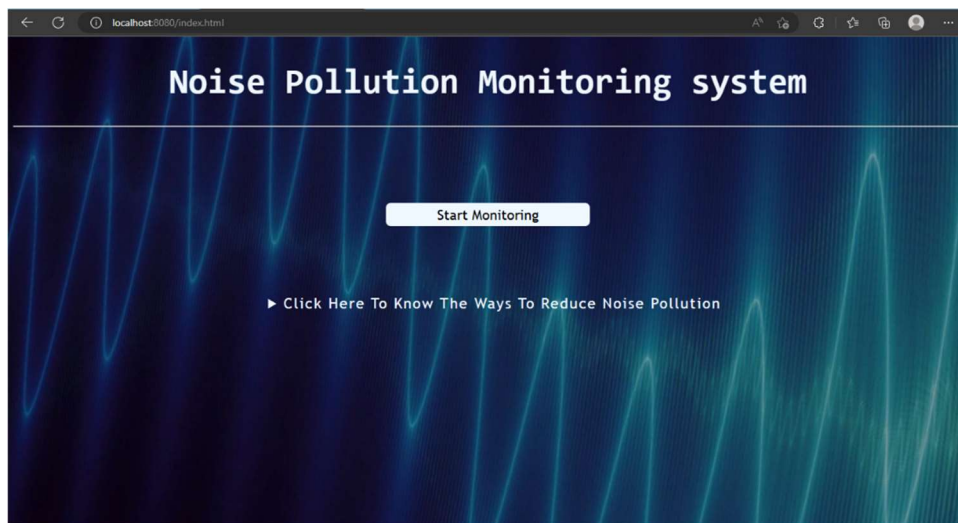 localhost:8080/index.html
Noise Pollution Monitoring system
Start Monitoring
▶ Click Here To Know The Ways To Reduce Noise Pollution